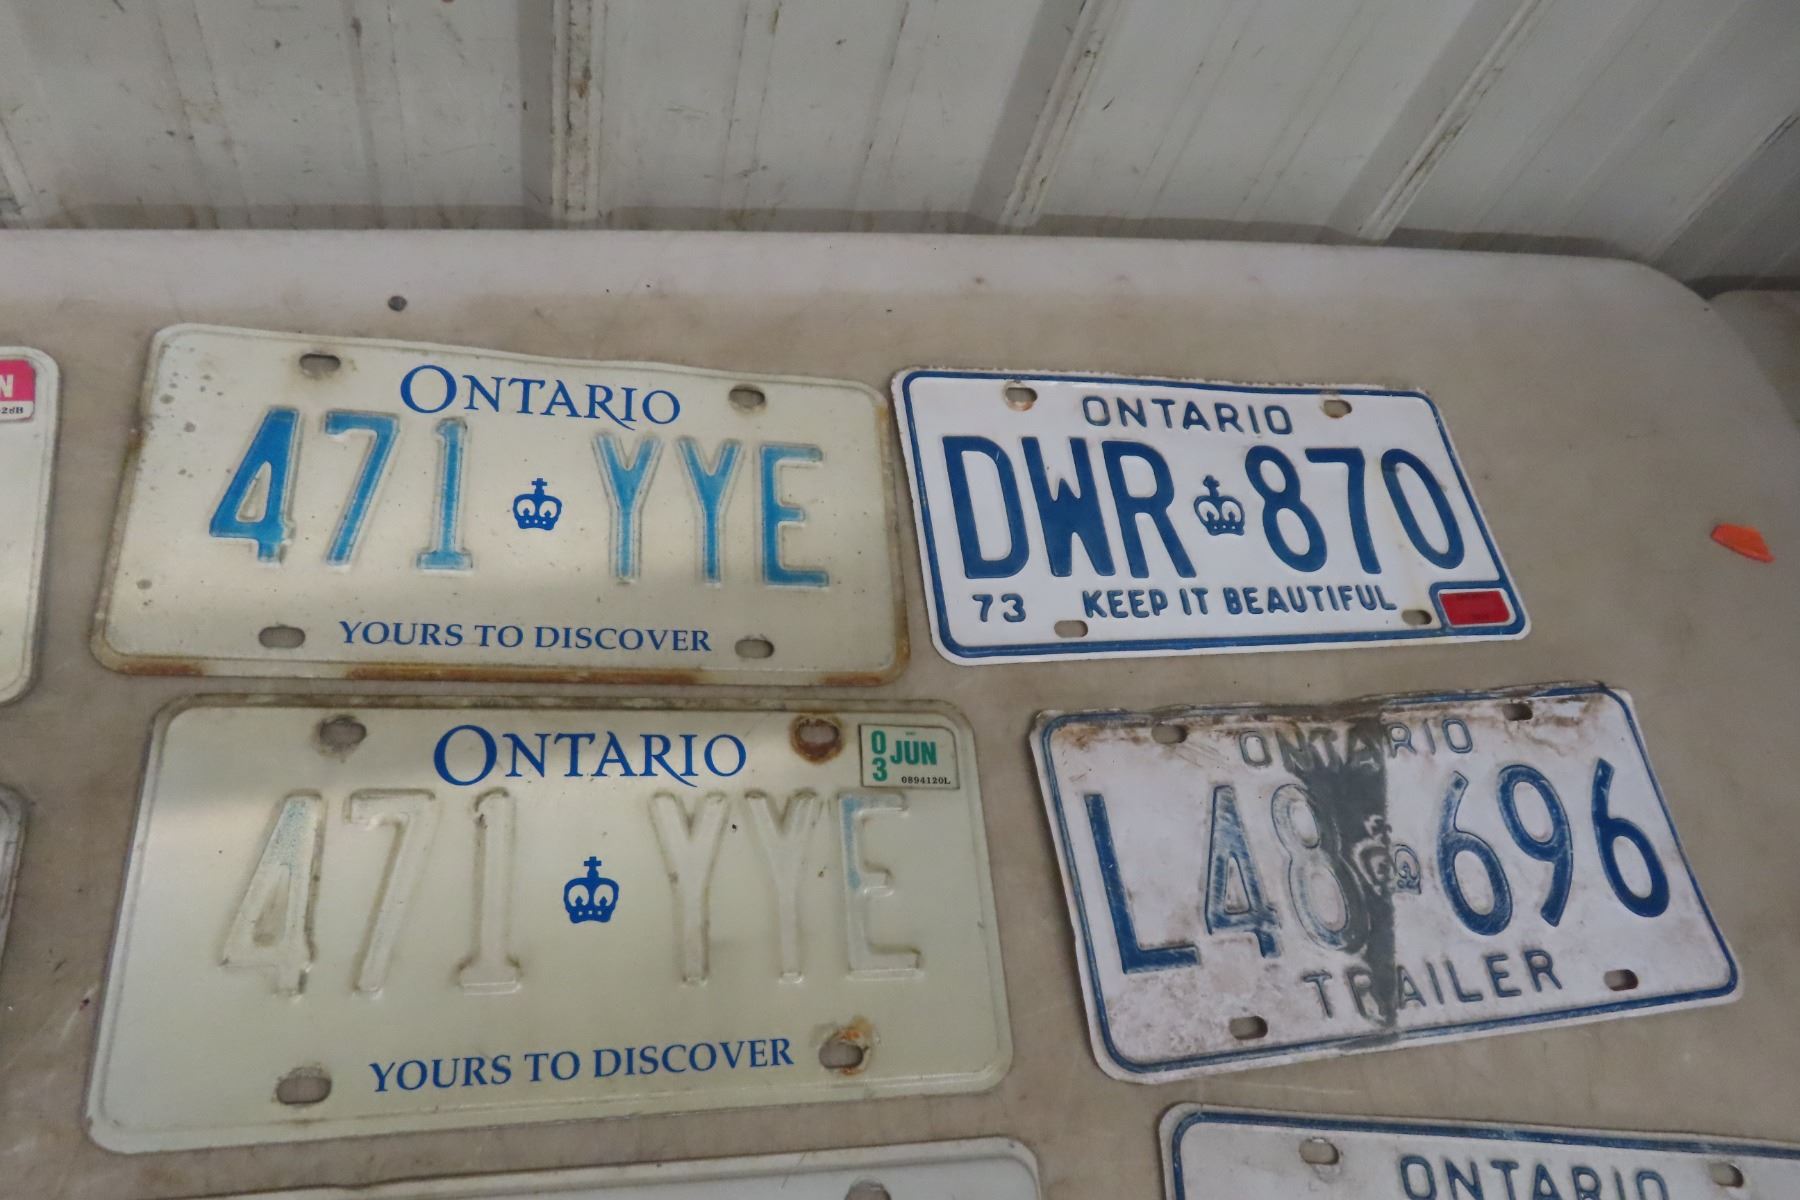 N
28B
ONTARIO
471 YYE
YOURS TO DISCOVER
ONTARIO
DWR 870
73 KEEP IT BEAUTIFUL
ONTARIO
03 JUN
0894120L
471 YYE
YOURS TO DISCOVER
ONTARIO
L48 696
TRAILER
ONTARIO